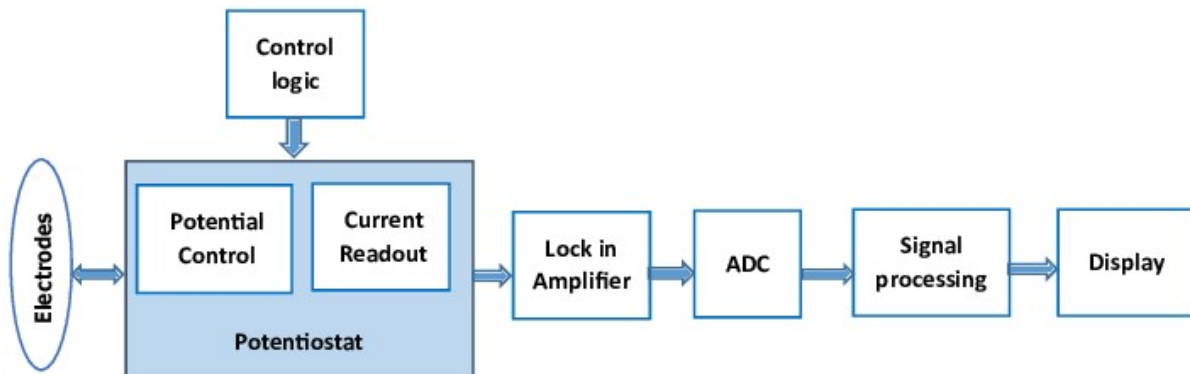 Control
logic
Electrodes
Potential
Control
Current
Readout
Potentiostat
Lock in
Amplifier
ADC
Signal
processing
Display